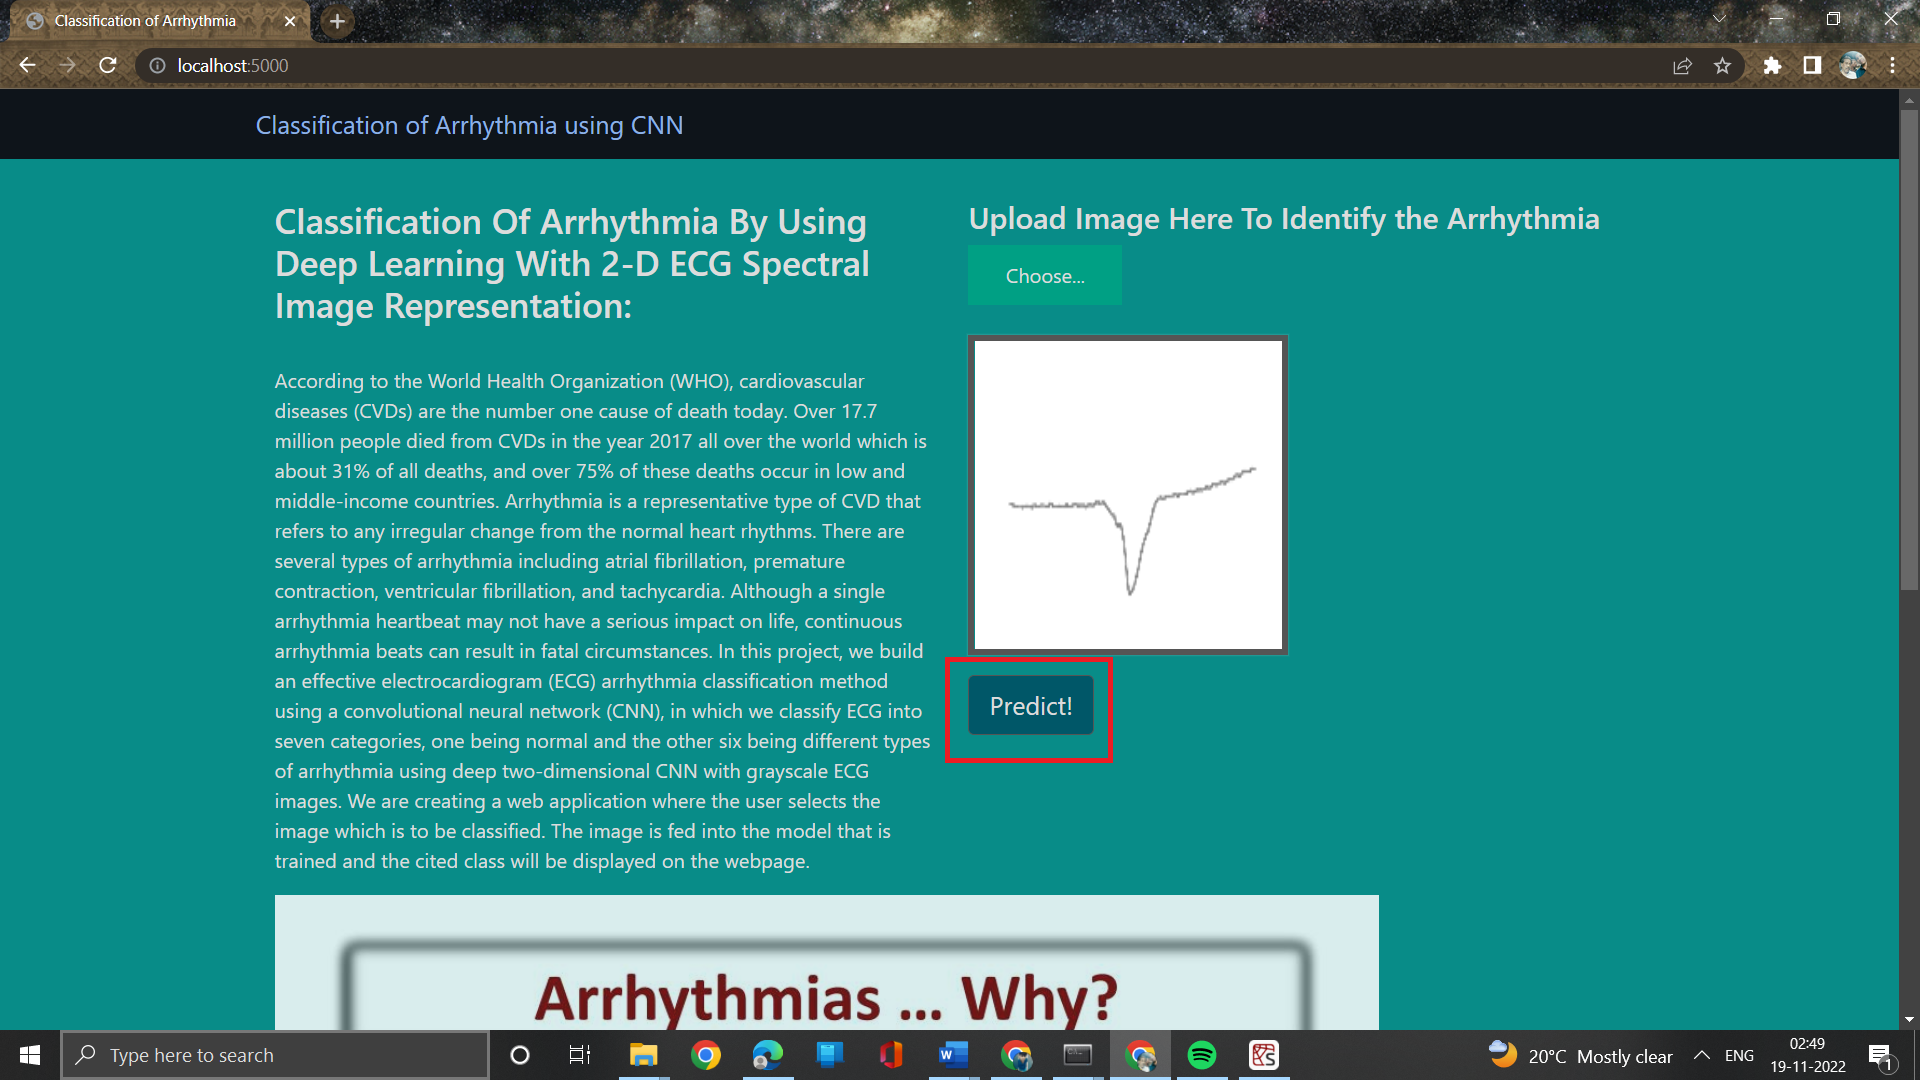 Classification of Arrhythmia
localhost:5000
Classification of Arrhythmia using CNN
Classification Of Arrhythmia By Using
Deep Learning With 2-D ECG Spectral
Image Representation:
According to the World Health Organization (WHO), cardiovascular
diseases (CVDs) are the number one cause of death today. Over 17.7
million people died from CVDs in the year 2017 all over the world which is
about 31% of all deaths, and over 75% of these deaths occur in low and
middle-income countries. Arrhythmia is a representative type of CVD that
refers to any irregular change from the normal heart rhythms. There are
several types of arrhythmia including atrial fibrillation, premature
contraction, ventricular fibrillation, and tachycardia. Although a single
arrhythmia heartbeat may not have a serious impact on life, continuous
arrhythmia beats can result in fatal circumstances. In this project, we build
an effective electrocardiogram (ECG) arrhythmia classification method
using a convolutional neural network (CNN), in which we classify ECG into
seven categories, one being normal and the other six being different types
of arrhythmia using deep two-dimensional CNN with grayscale ECG
images. We are creating a web application where the user selects the
image which is to be classified. The image is fed into the model that is
trained and the cited class will be displayed on the webpage.
Upload Image Here To Identify the Arrhythmia
Choose...
Predict!
Arrhythmias ... Why?
Type here to search
20°C Mostly clear
ENG
02:49
19-11-2022
1